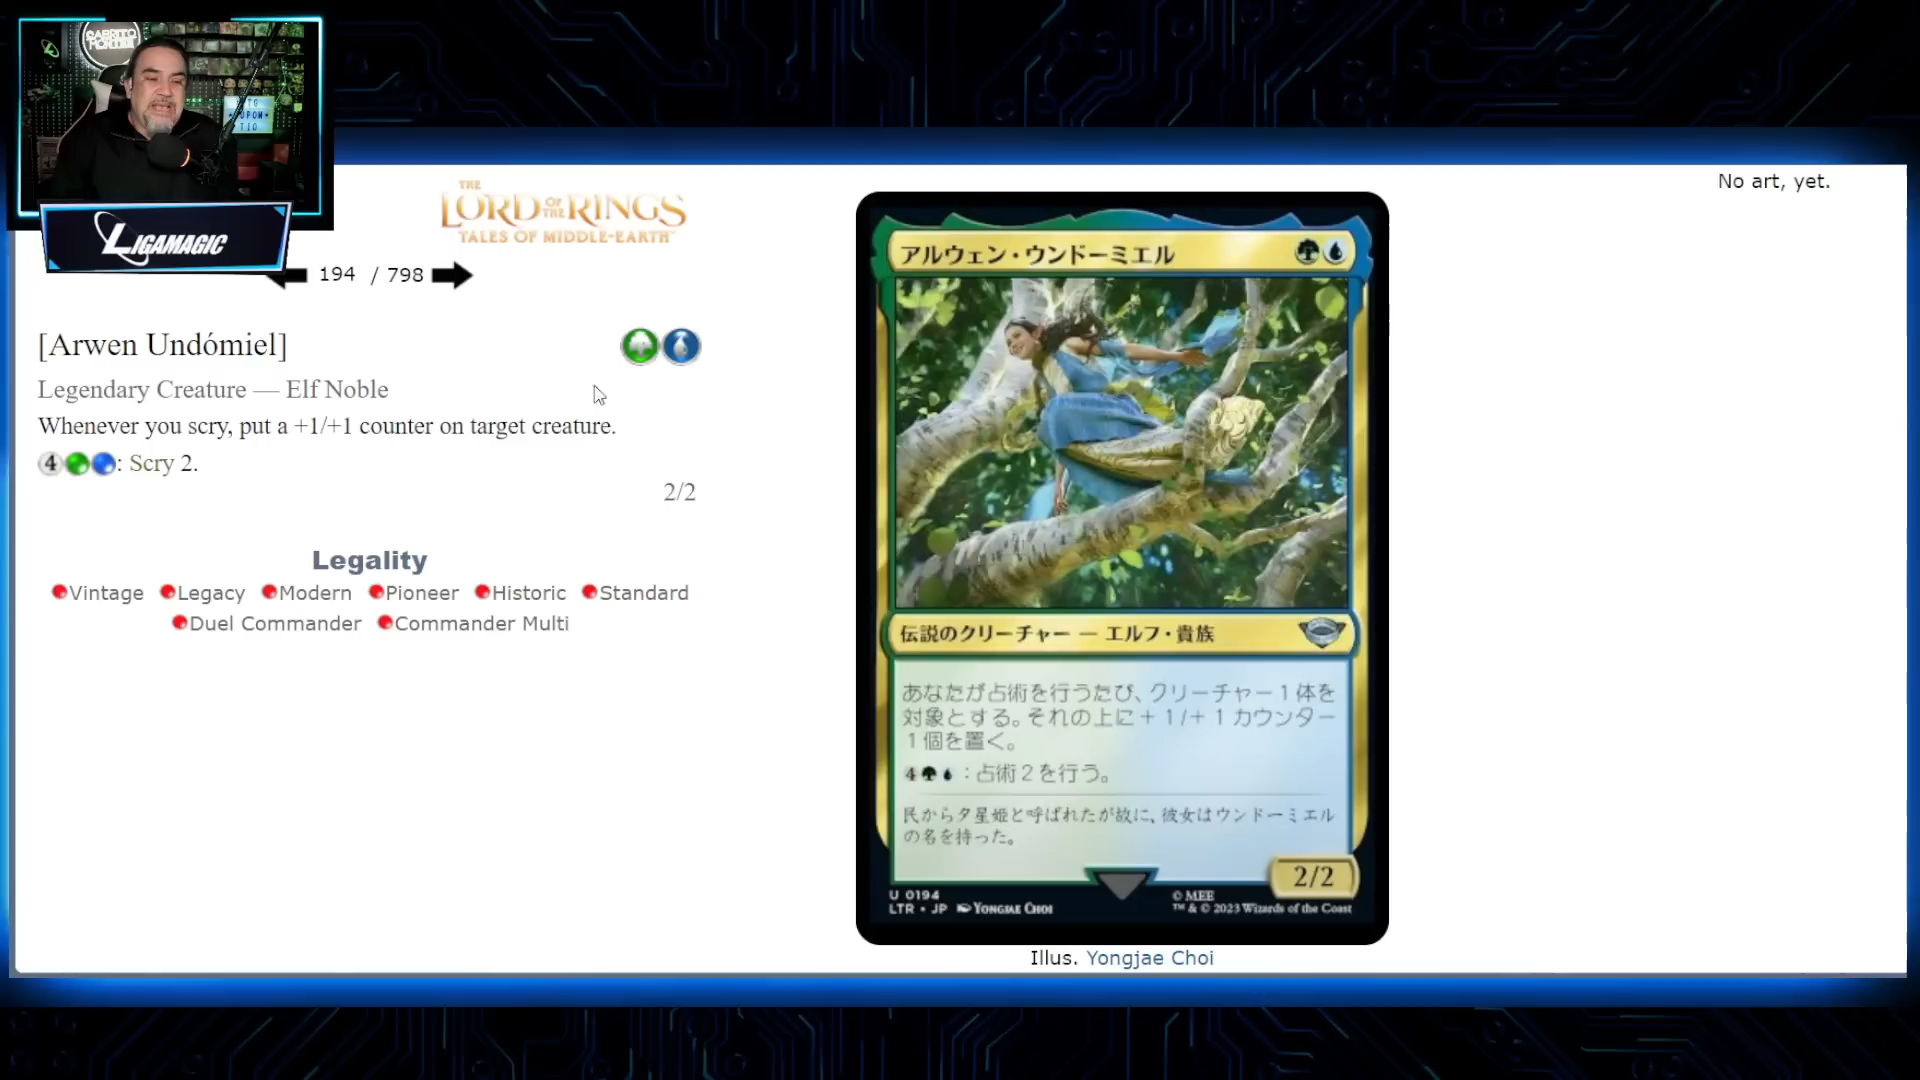 LIGAMAGIC
THE
LORD OF THE RINGS
TALES OF MIDDLE-EARTH
194 / 798
No art, yet.
[Arwen Undómiel]
Legendary Creature — Elf Noble
Whenever you scry, put a +1/+1 counter on target creature.
4: Scry 2.
2/2
Legality
Vintage Legacy Modern Pioneer Historic Standard
Duel Commander Commander Multi
アルウェン・ウンドーミエル
伝説のクリーチャー ― エルフ・貴族
あなたが占術を行うたび、クリーチャー1体を
対象とする。それの上に+1/+1カウンター
1個を置く。
4:占術2を行う。
民から夕星姫と呼ばれたが故に、彼女はウンドーミエル
の名を持った。
2/2
U 0194
LTR • JP YONGJAE CHOI
© MEE
™ & © 2023 Wizards of the Coast
Illus. Yongjae Choi